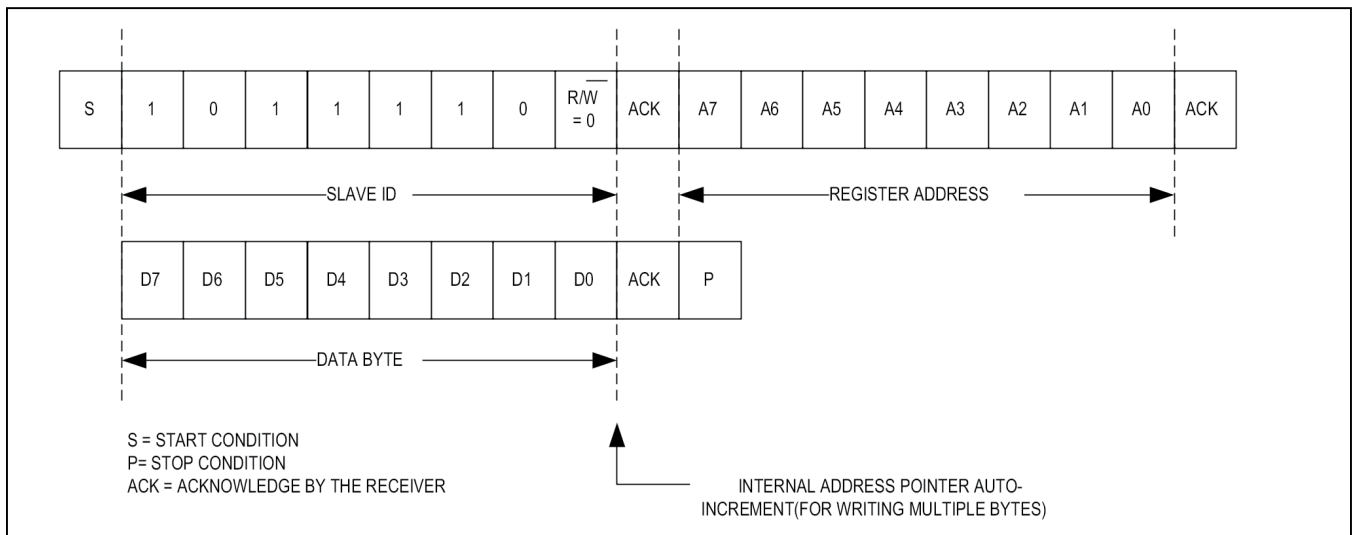 S 1 0 1 1 1 1 0 R/W̅ = 0 ACK A7 A6 A5 A4 A3 A2 A1 A0 ACK
SLAVE ID REGISTER ADDRESS
D7 D6 D5 D4 D3 D2 D1 D0 ACK P
DATA BYTE
S = START CONDITION
P= STOP CONDITION
ACK = ACKNOWLEDGE BY THE RECEIVER
INTERNAL ADDRESS POINTER AUTO-
INCREMENT(FOR WRITING MULTIPLE BYTES)